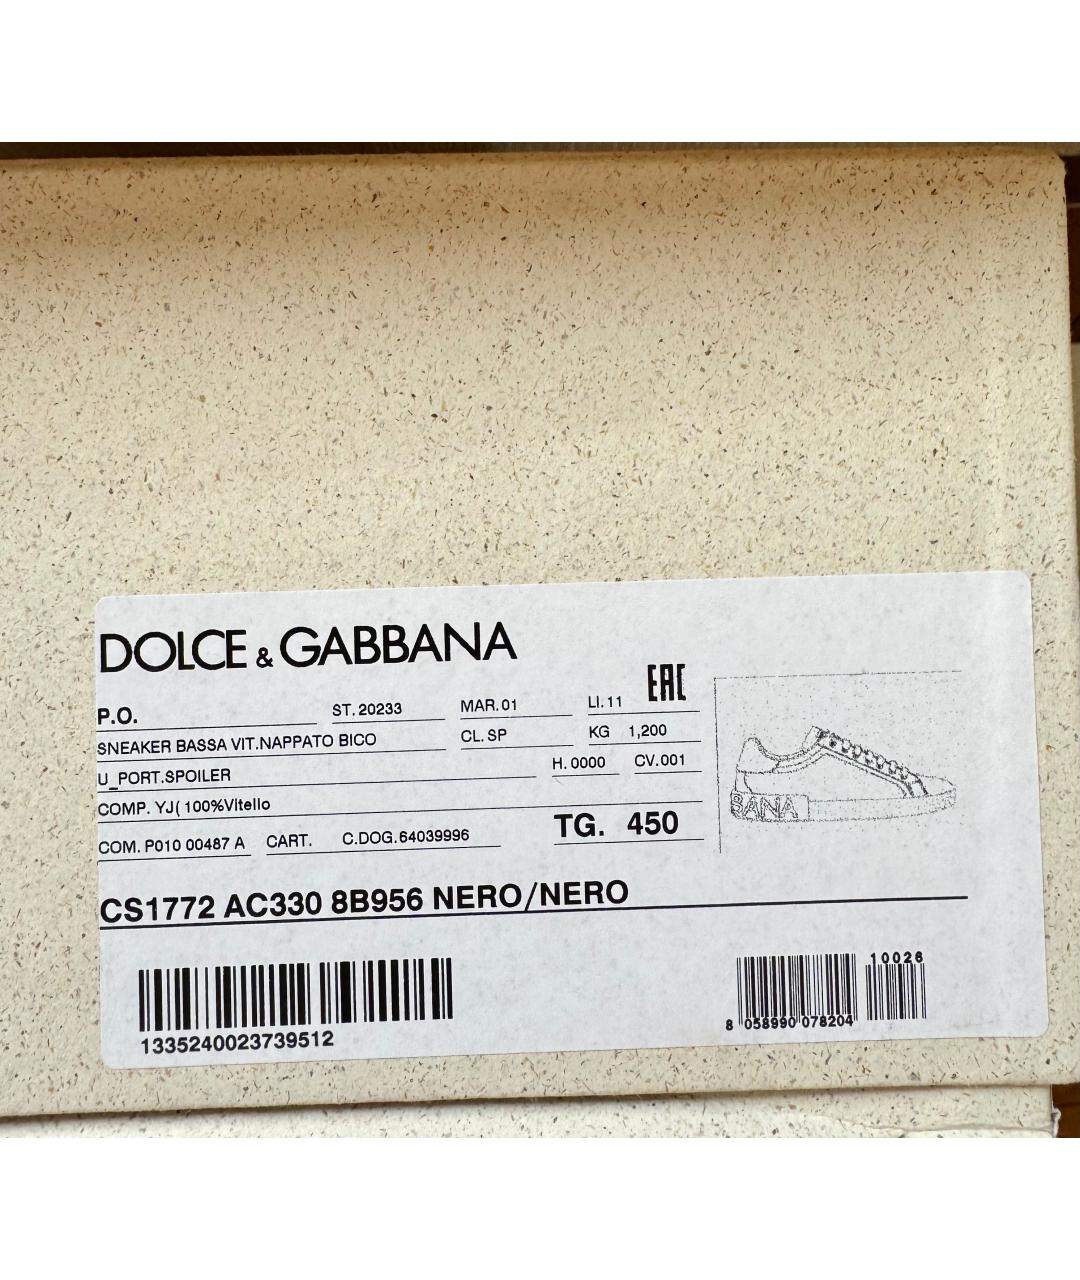 DOLCE & GABBANA
P.O. ST. 20233 MAR. 01 LI. 11 EAC
SNEAKER BASSA VIT.NAPPATO BICO CL. SP KG 1,200
U_PORT.SPOILER H. 0000 CV. 001
COMP. YJ( 100%Vitello
COM. P010 00487 A CART. C.DOG. 64039996 TG. 450
BANA
CS1772 AC330 8B956 NERO/NERO
1335240023739512
10026
8 058990 078204